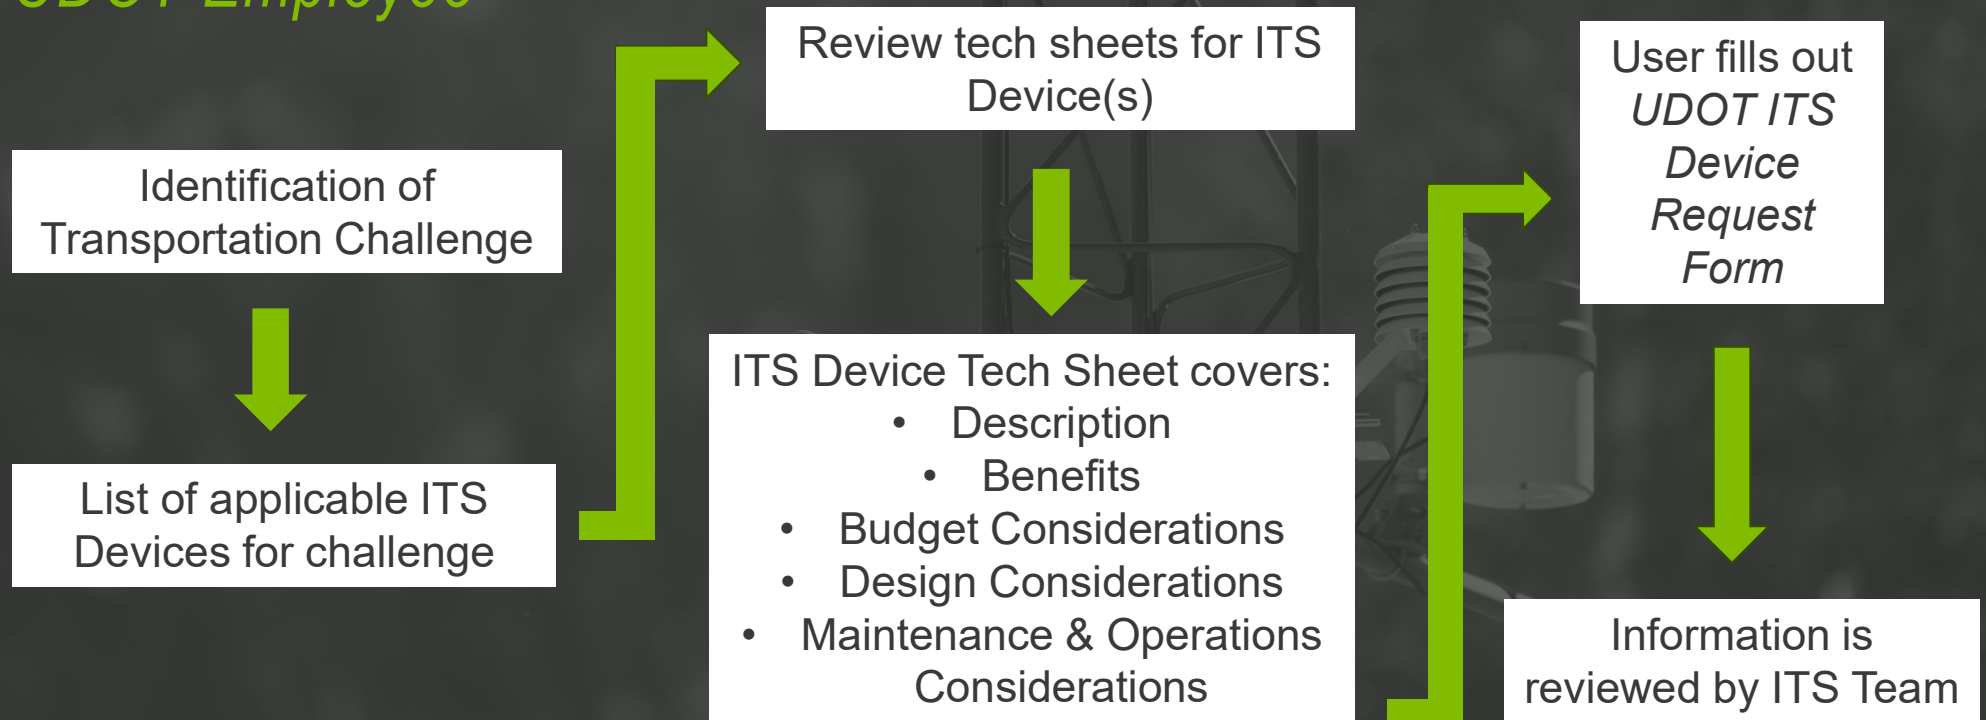 UDOT Employee
Identification of
Transportation Challenge
List of applicable ITS
Devices for challenge
Review tech sheets for ITS
Device(s)
ITS Device Tech Sheet covers:
• Description
• Benefits
• Budget Considerations
• Design Considerations
• Maintenance & Operations
Considerations
User fills out
UDOT ITS
Device
Request
Form
Information is
reviewed by ITS Team